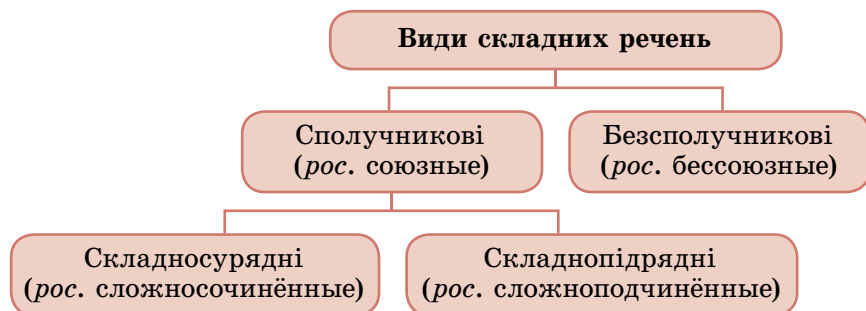 Види складних речень
Сполучникові
(рос. союзные)
Безсполучникові
(рос. бессоюзные)
Складносурядні
(рос. сложносочинённые)
Складнопідрядні
(рос. сложноподчинённые)